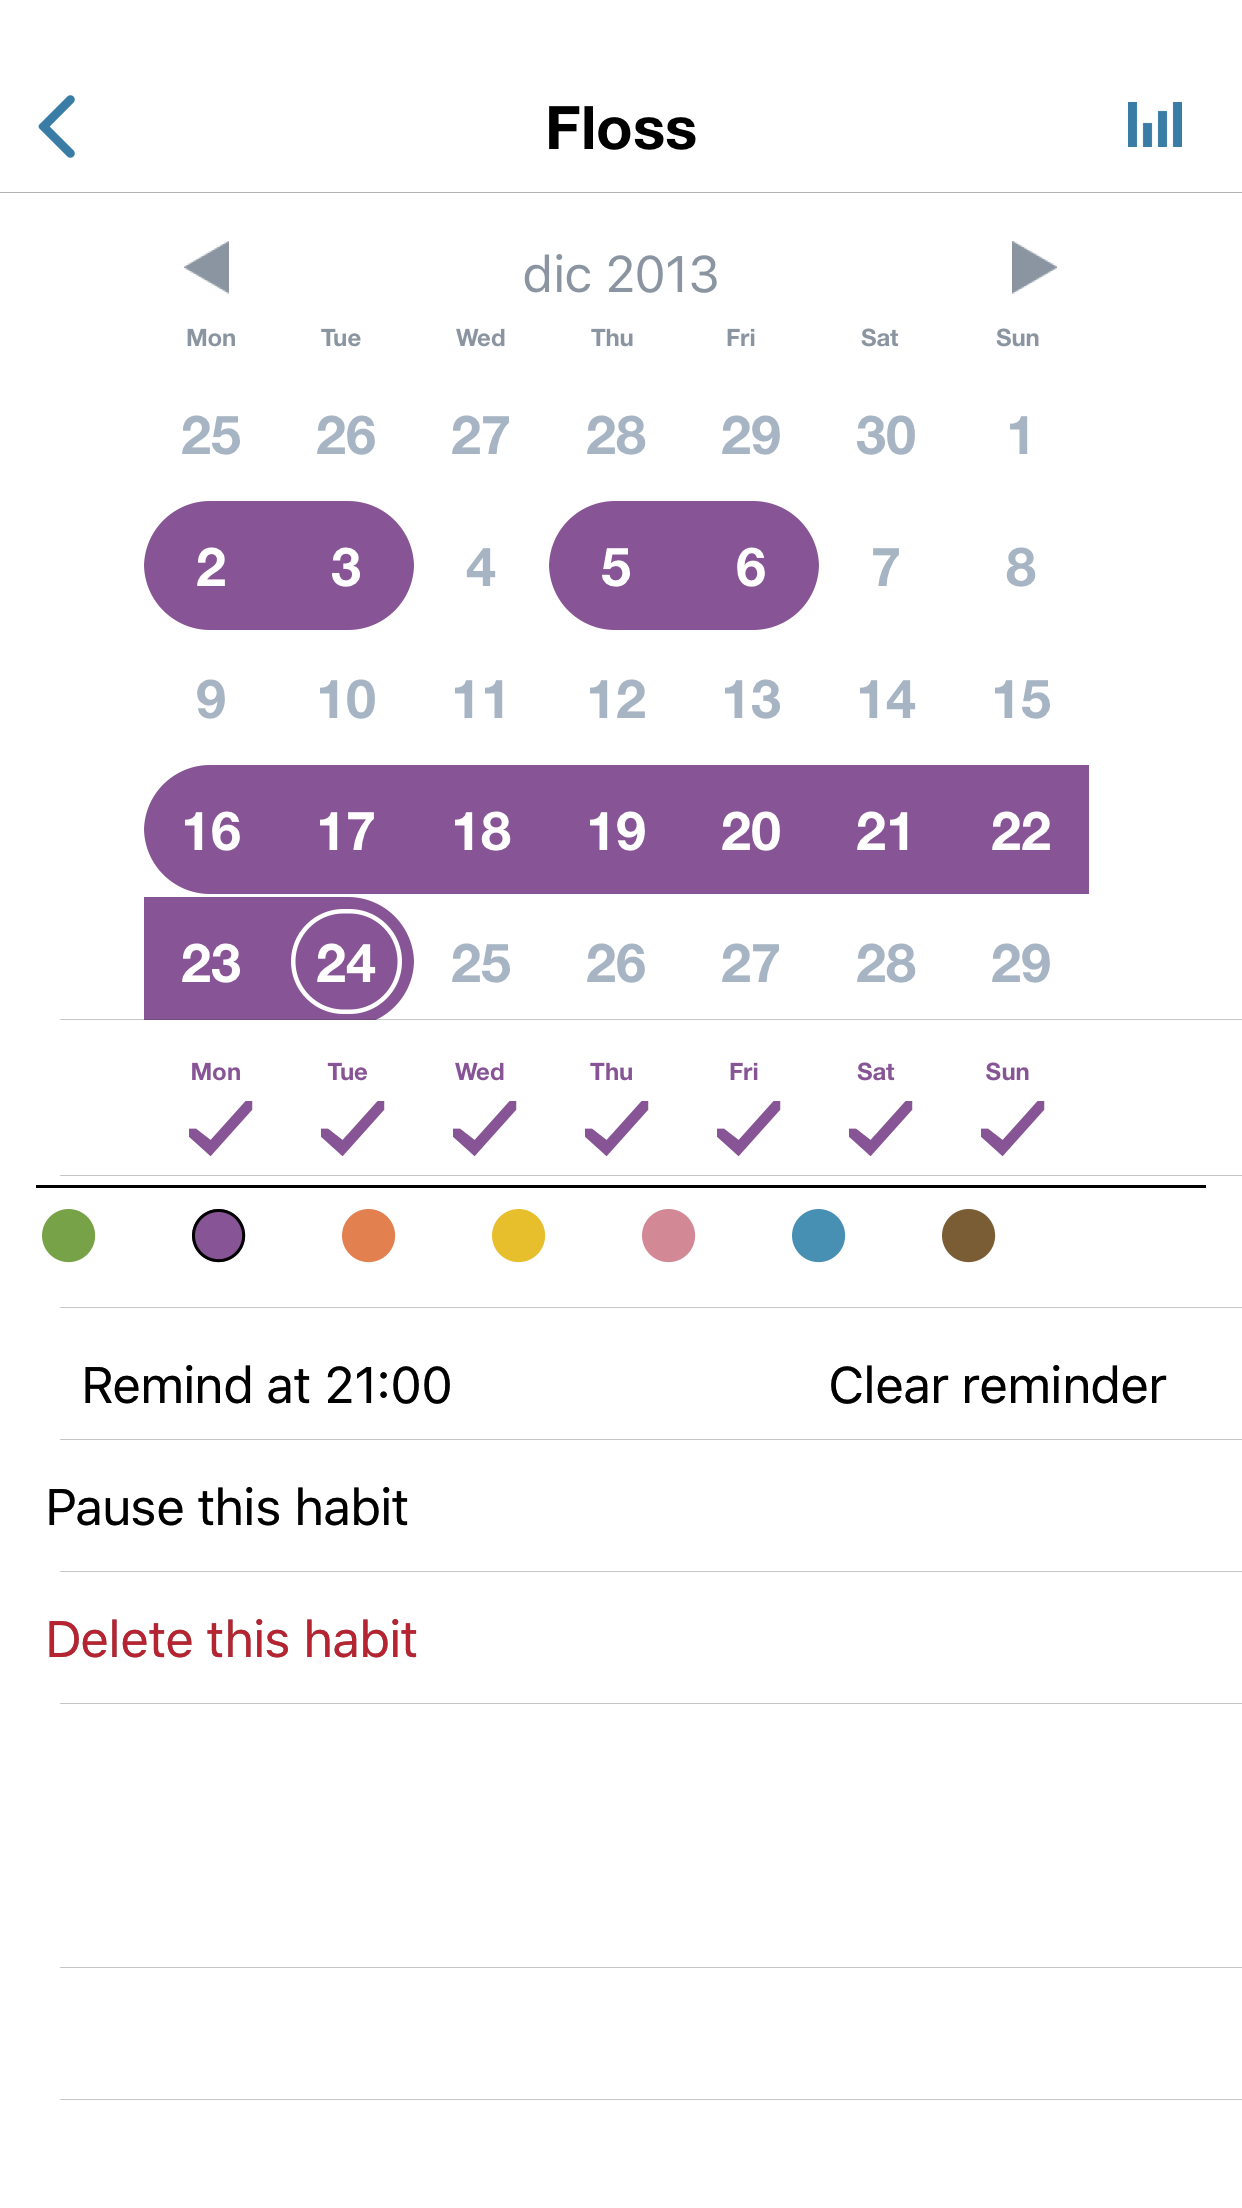 Floss
dic 2013
Mon Tue Wed Thu Fri Sat Sun
25 26 27 28 29 30 1
2 3 4 5 6 7 8
9 10 11 12 13 14 15
16 17 18 19 20 21 22
23 24 25 26 27 28 29
Mon Tue Wed Thu Fri Sat Sun
Remind at 21:00 Clear reminder
Pause this habit
Delete this habit